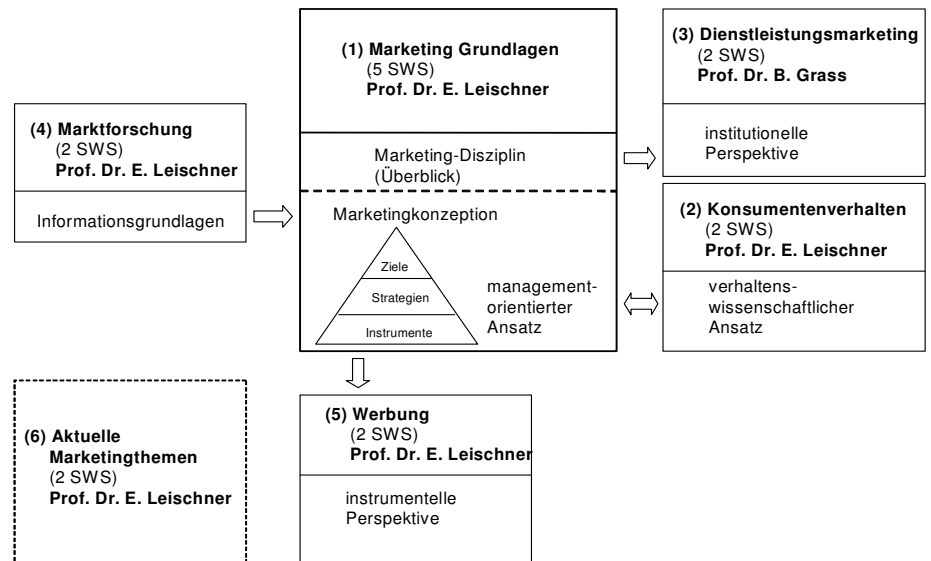 (1) Marketing Grundlagen
(5 SWS)
Prof. Dr. E. Leischner
Marketing-Disziplin
(Überblick)
Marketingkonzeption
Ziele
Strategien
Instrumente
management-
orientierter
Ansatz
(3) Dienstleistungsmarketing
(2 SWS)
Prof. Dr. B. Grass
institutionelle
Perspektive
(4) Marktforschung
(2 SWS)
Prof. Dr. E. Leischner
Informationsgrundlagen
(2) Konsumentenverhalten
(2 SWS)
Prof. Dr. E. Leischner
verhaltens-
wissenschaftlicher
Ansatz
(6) Aktuelle
Marketingthemen
(2 SWS)
Prof. Dr. E. Leischner
(5) Werbung
(2 SWS)
Prof. Dr. E. Leischner
instrumentelle
Perspektive